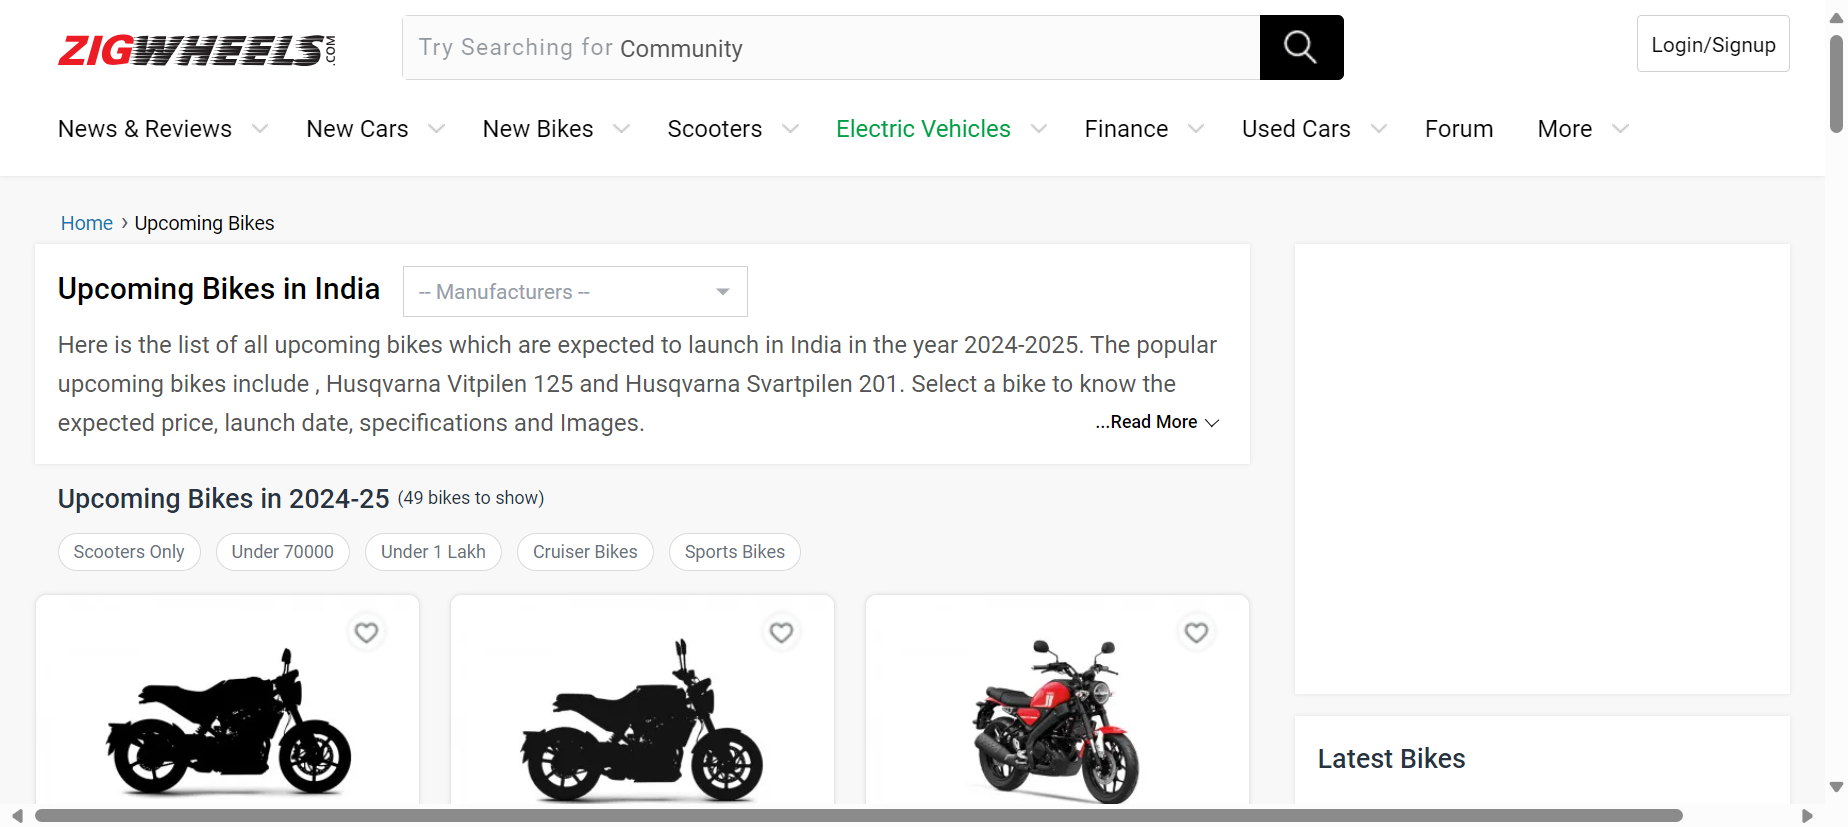 ZIGWHEELS.COM
Try Searching for Community
Login/Signup
News & Reviews New Cars New Bikes Scooters Electric Vehicles Finance Used Cars Forum More
Home › Upcoming Bikes
Upcoming Bikes in India
-- Manufacturers --
Here is the list of all upcoming bikes which are expected to launch in India in the year 2024-2025. The popular
upcoming bikes include , Husqvarna Vitpilen 125 and Husqvarna Svartpilen 201. Select a bike to know the
expected price, launch date, specifications and Images.
...Read More
Upcoming Bikes in 2024-25 (49 bikes to show)
Scooters Only Under 70000 Under 1 Lakh Cruiser Bikes Sports Bikes
Latest Bikes